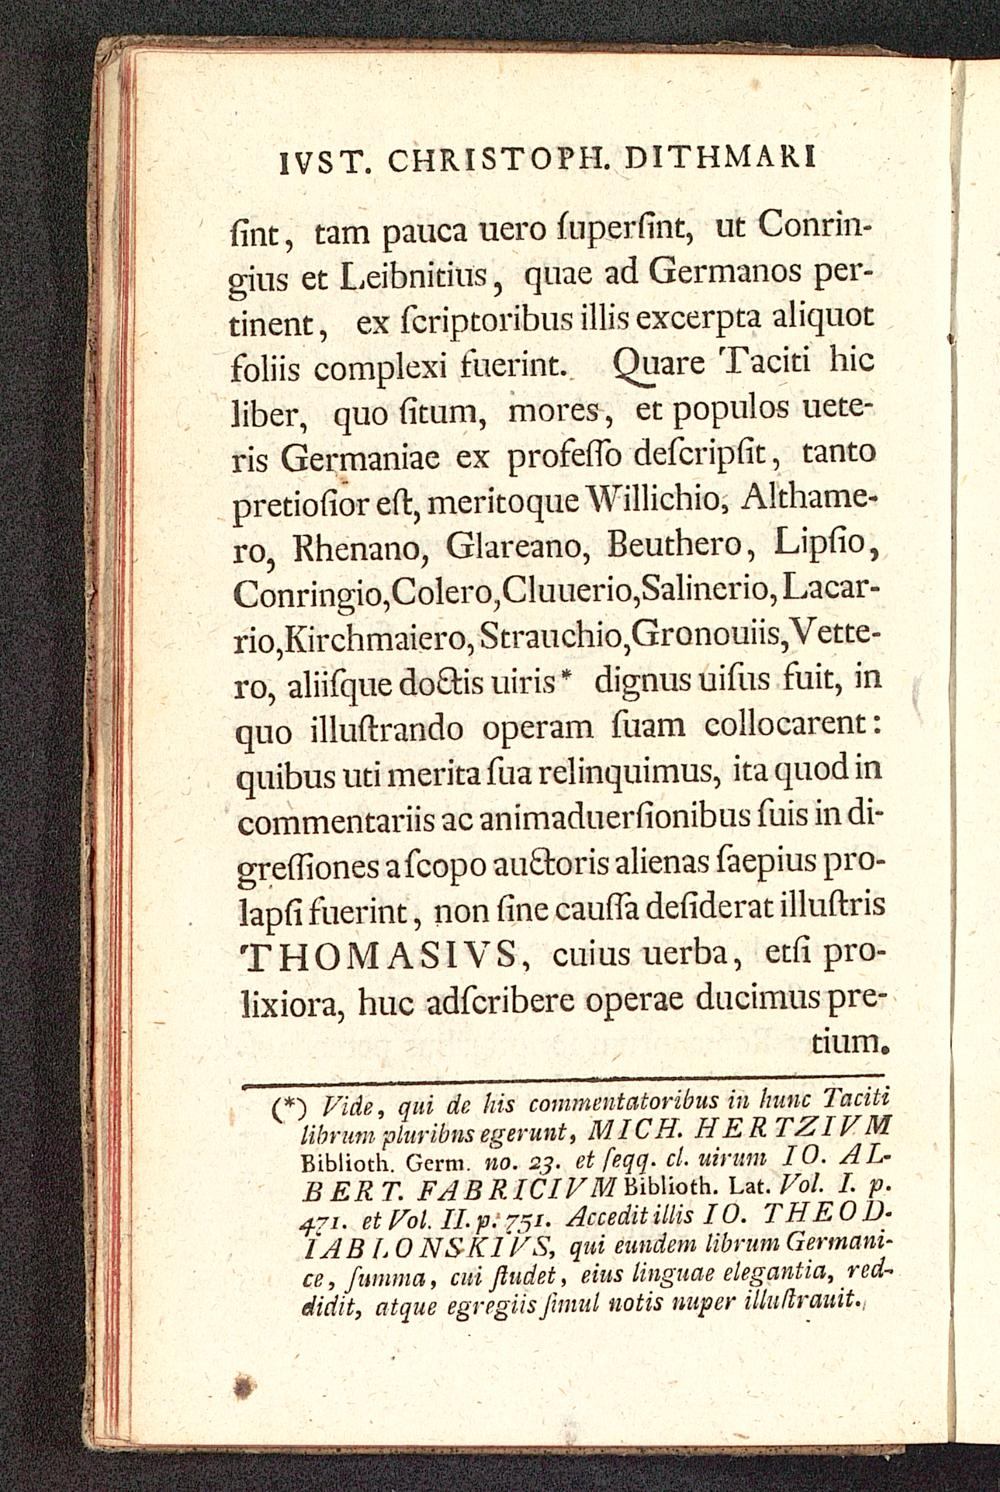 IVST. CHRISTOPH. DITHMARI
ſint, tam pauca uero ſuperſint, ut Conrin-
gius et Leibnitius, quae ad Germanos per-
tinent, ex ſcriptoribus illis excerpta aliquot
foliis complexi fuerint. Quare Taciti hic
liber, quo ſitum, mores, et populos uete-
ris Germaniae ex profeſſo deſcripſit, tanto
pretioſior eſt, meritoque Willichio, Althame-
ro, Rhenano, Glareano, Beuthero, Lipſio,
Conringio, Colero, Cluuerio, Salinerio, Lacar-
rio, Kirchmaiero, Strauchio, Gronouiis, Vette-
ro, aliiſque doctis uiris* dignus uiſus fuit, in
quo illuſtrando operam ſuam collocarent:
quibus uti merita ſua relinquimus, ita quod in
commentariis ac animaduerſionibus ſuis in di-
greſſiones a ſcopo auctoris alienas ſaepius pro-
lapſi fuerint, non ſine cauſſa deſiderat illuſtris
THOMASIVS, cuius uerba, etſi pro-
lixiora, huc adſcribere operae ducimus pre-
tium.
(*) Vide, qui de his commentatoribus in hunc Taciti
librum pluribns egerunt, MICH. HERTZIVM
Biblioth. Germ. no. 23. et ſeqq. cl. uirum IO. AL-
BERT. FABRICIVM Biblioth. Lat. Vol. I. p.
471. et Vol. II. p. 751. Accedit illis IO. THEOD.
IABLONSKIVS, qui eundem librum Germani-
ce, ſumma, cui ſtudet, eius linguae elegantia, red-
didit, atque egregiis ſimul notis nuper illuſtrauit.